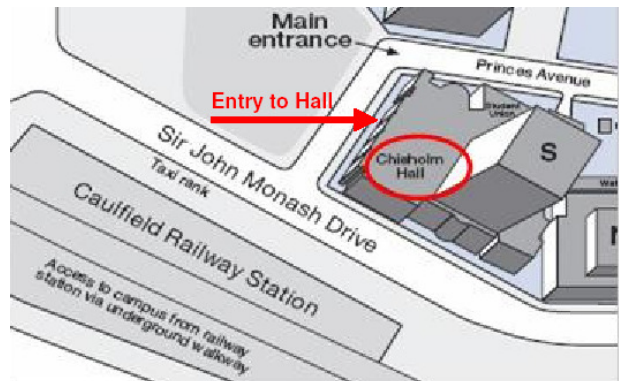 Main
entrance
Princes Avenue
Entry to Hall
Student
Union
Chisholm
Hall
S
Sir John Monash Drive
Taxi rank
Caulfield Railway Station
Access to campus from railway
station via underground walkway